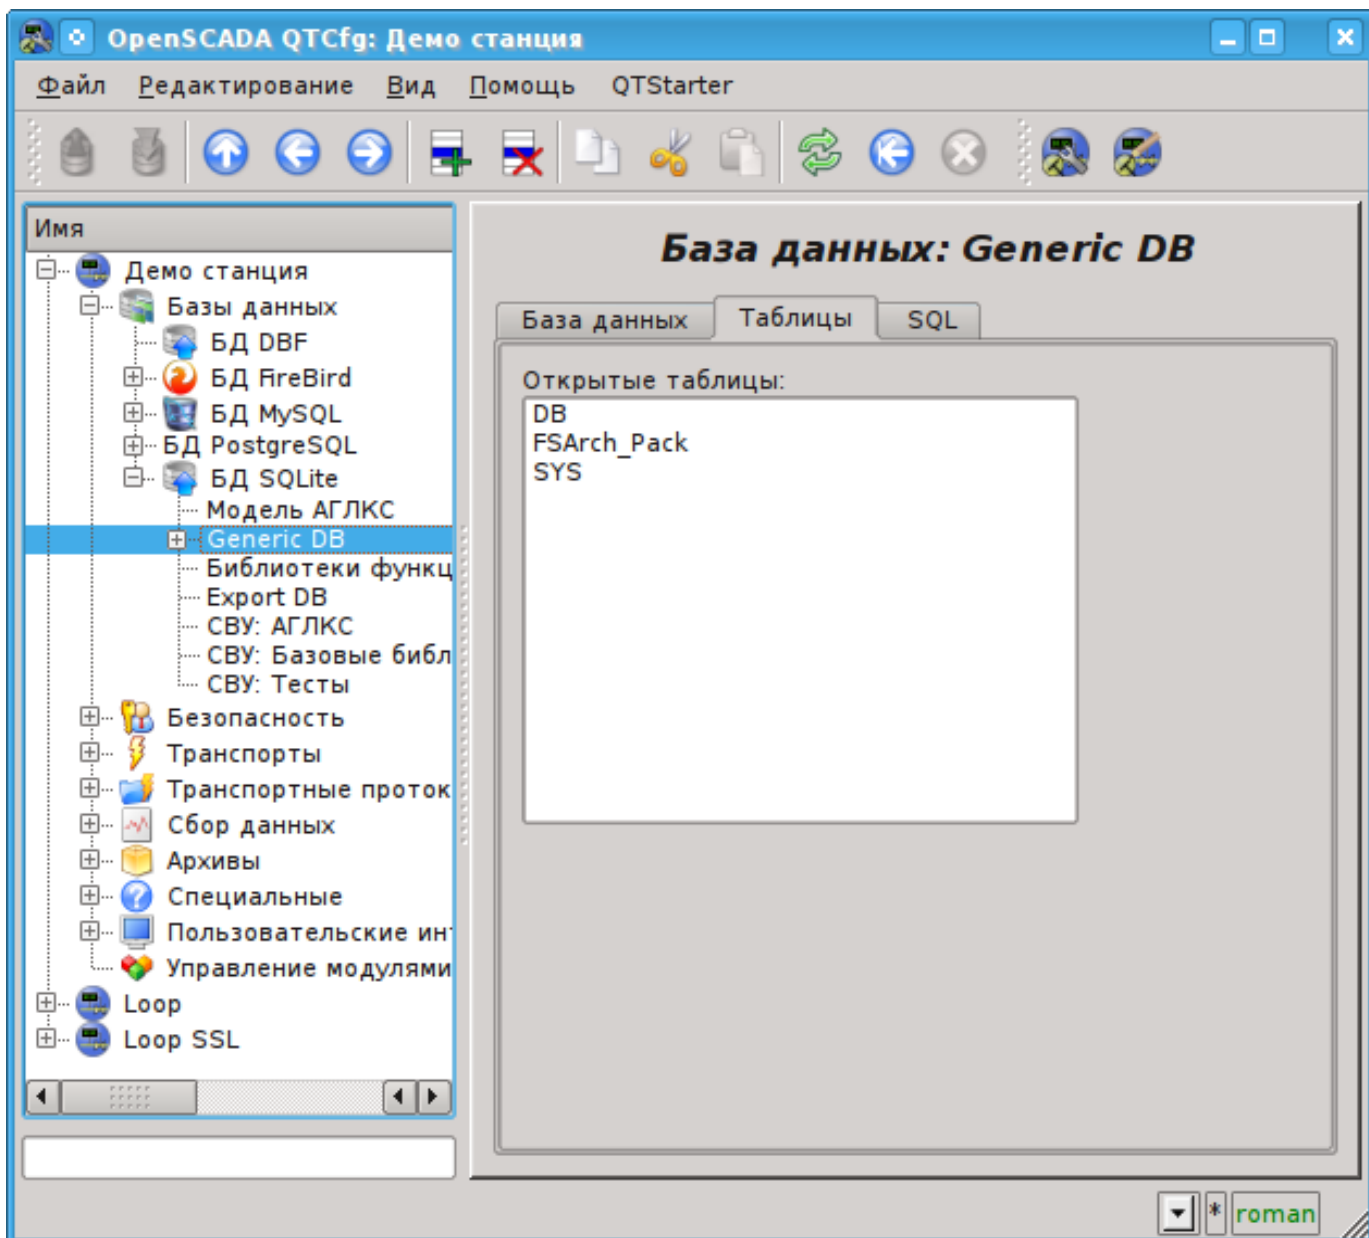 OpenSCADA QTCfg: Демо станция
Файл Редактирование Вид Помощь QTStarter
Имя
Демо станция
Базы данных
БД DBF
БД FireBird
БД MySQL
БД PostgreSQL
БД SQLite
Модель АГЛКС
Generic DB
Библиотеки функц
Export DB
СВУ: АГЛКС
СВУ: Базовые библ
СВУ: Тесты
Безопасность
Транспорты
Транспортные проток
Сбор данных
Архивы
Специальные
Пользовательские ин
Управление модулями
Loop
Loop SSL
База данных: Generic DB
База данных Таблицы SQL
Открытые таблицы:
DB
FSArch_Pack
SYS
* roman